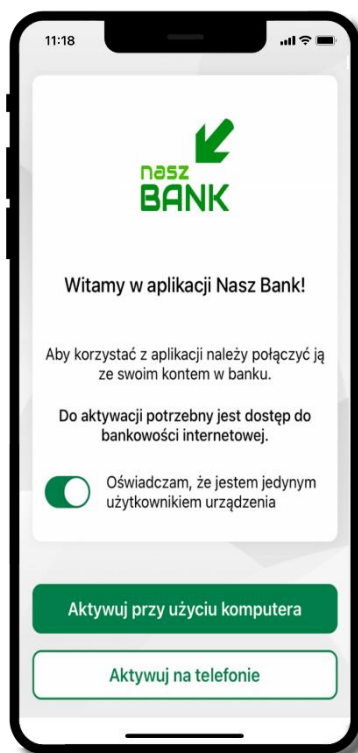 11:18
nasz
BANK
Witamy w aplikacji Nasz Bank!
Aby korzystać z aplikacji należy połączyć ją
ze swoim kontem w banku.
Do aktywacji potrzebny jest dostęp do
bankowości internetowej.
Oświadczam, że jestem jedynym
użytkownikiem urządzenia
Aktywuj przy użyciu komputera
Aktywuj na telefonie